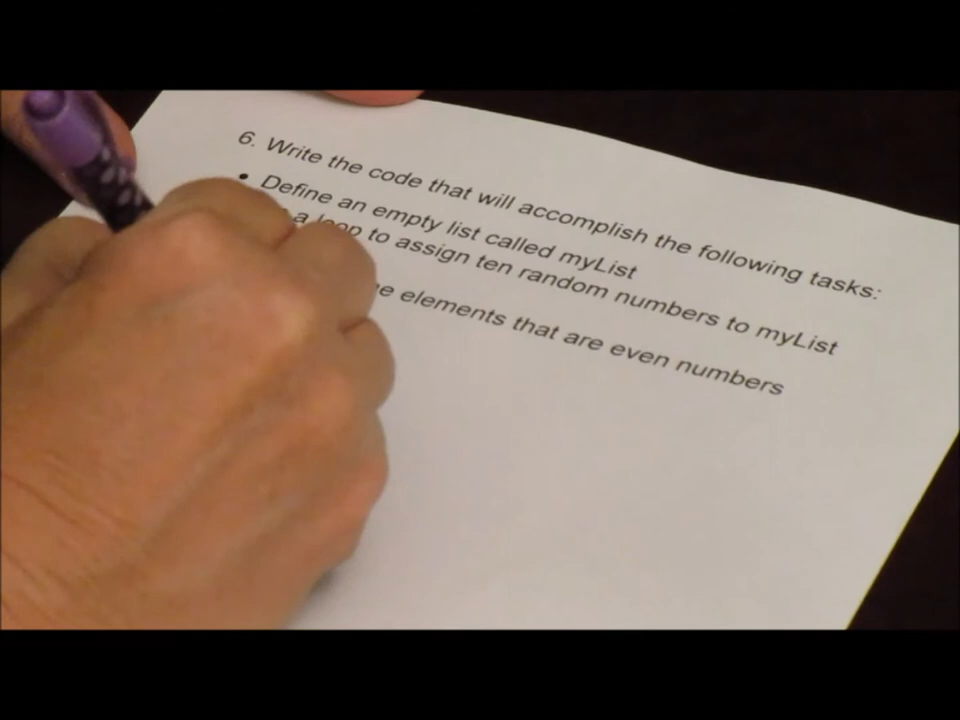 6. Write the code that will accomplish the following tasks:
• Define an empty list called myList
a loop to assign ten random numbers to myList
elements that are even numbers